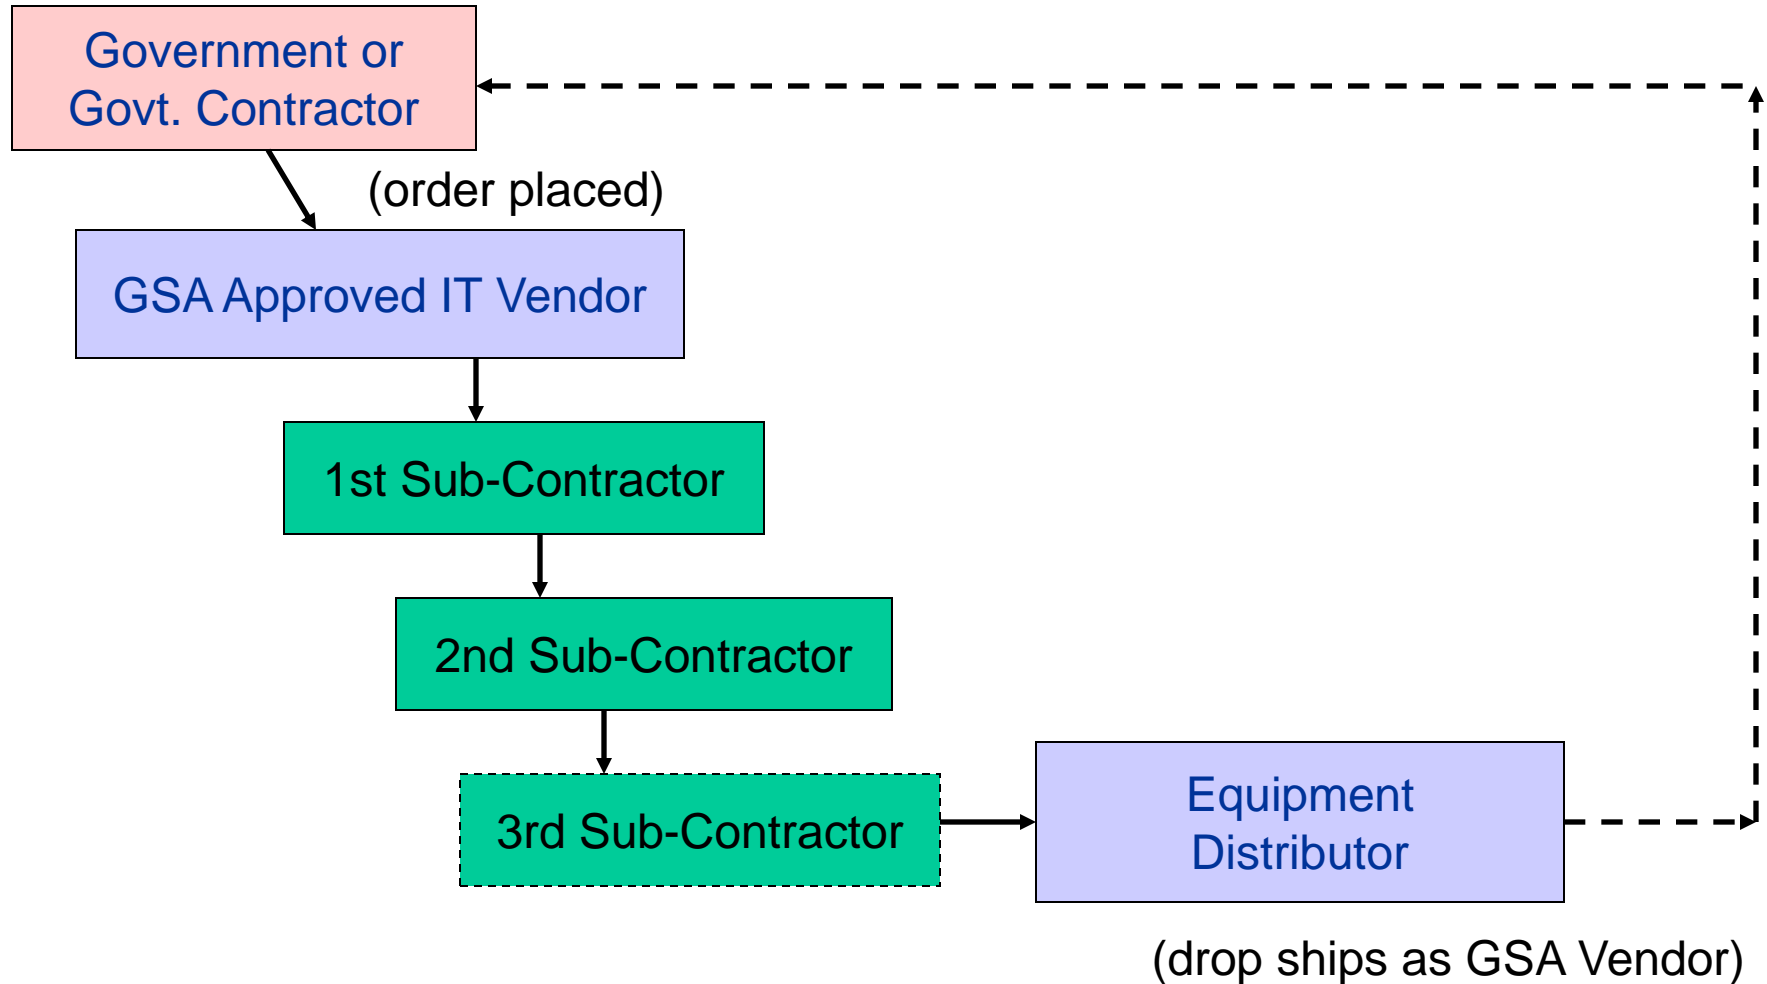 Government or
Govt. Contractor
(order placed)
GSA Approved IT Vendor
1st Sub-Contractor
2nd Sub-Contractor
3rd Sub-Contractor
Equipment
Distributor
(drop ships as GSA Vendor)